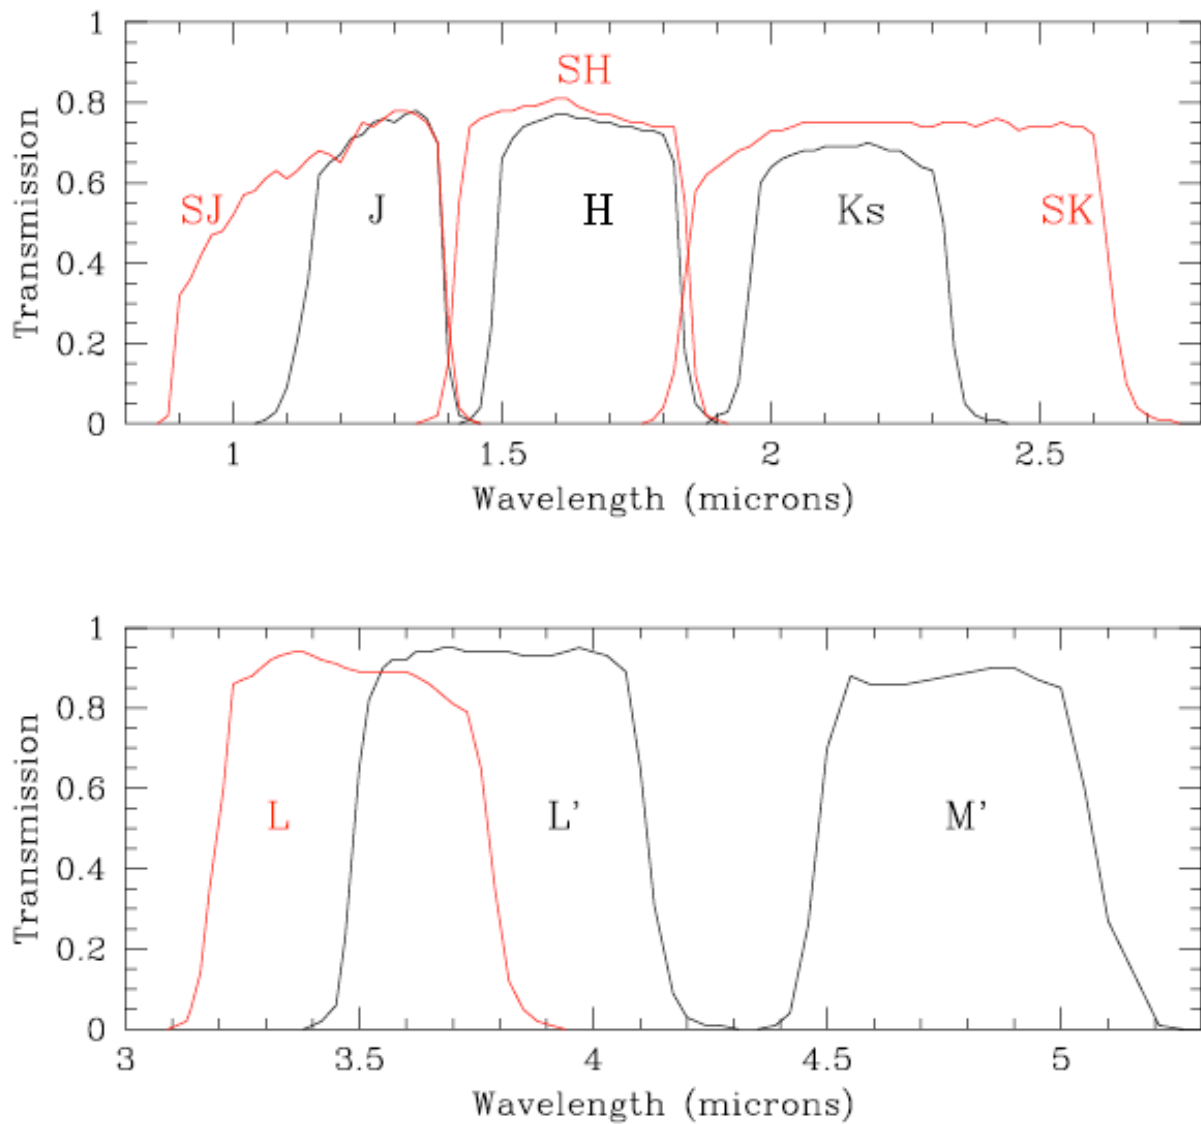 1
0.8
0.6
0.4
0.2
0
Transmission
SJ
J
SH
H
Ks
SK
1 1.5 2 2.5
Wavelength (microns)
1
0.8
0.6
0.4
0.2
0
Transmission
L
L'
M'
3 3.5 4 4.5 5
Wavelength (microns)